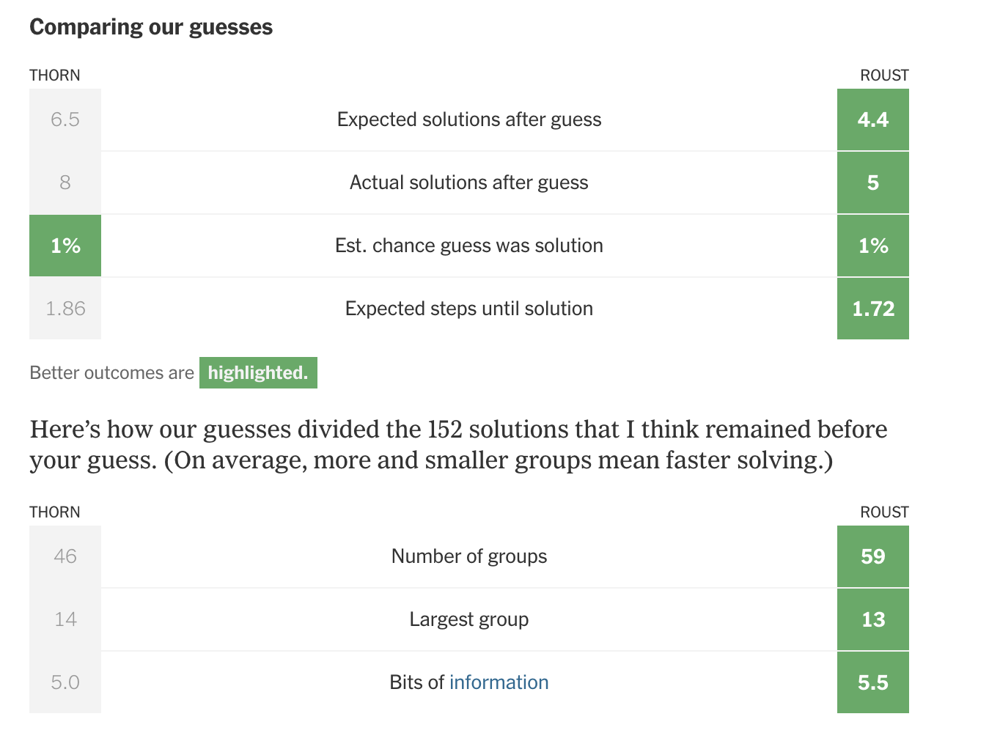 Comparing our guesses
THORN ROUST
6.5 Expected solutions after guess 4.4
8 Actual solutions after guess 5
1% Est. chance guess was solution 1%
1.86 Expected steps until solution 1.72
Better outcomes are highlighted.
Here’s how our guesses divided the 152 solutions that I think remained before
your guess. (On average, more and smaller groups mean faster solving.)
THORN ROUST
46 Number of groups 59
14 Largest group 13
5.0 Bits of information 5.5